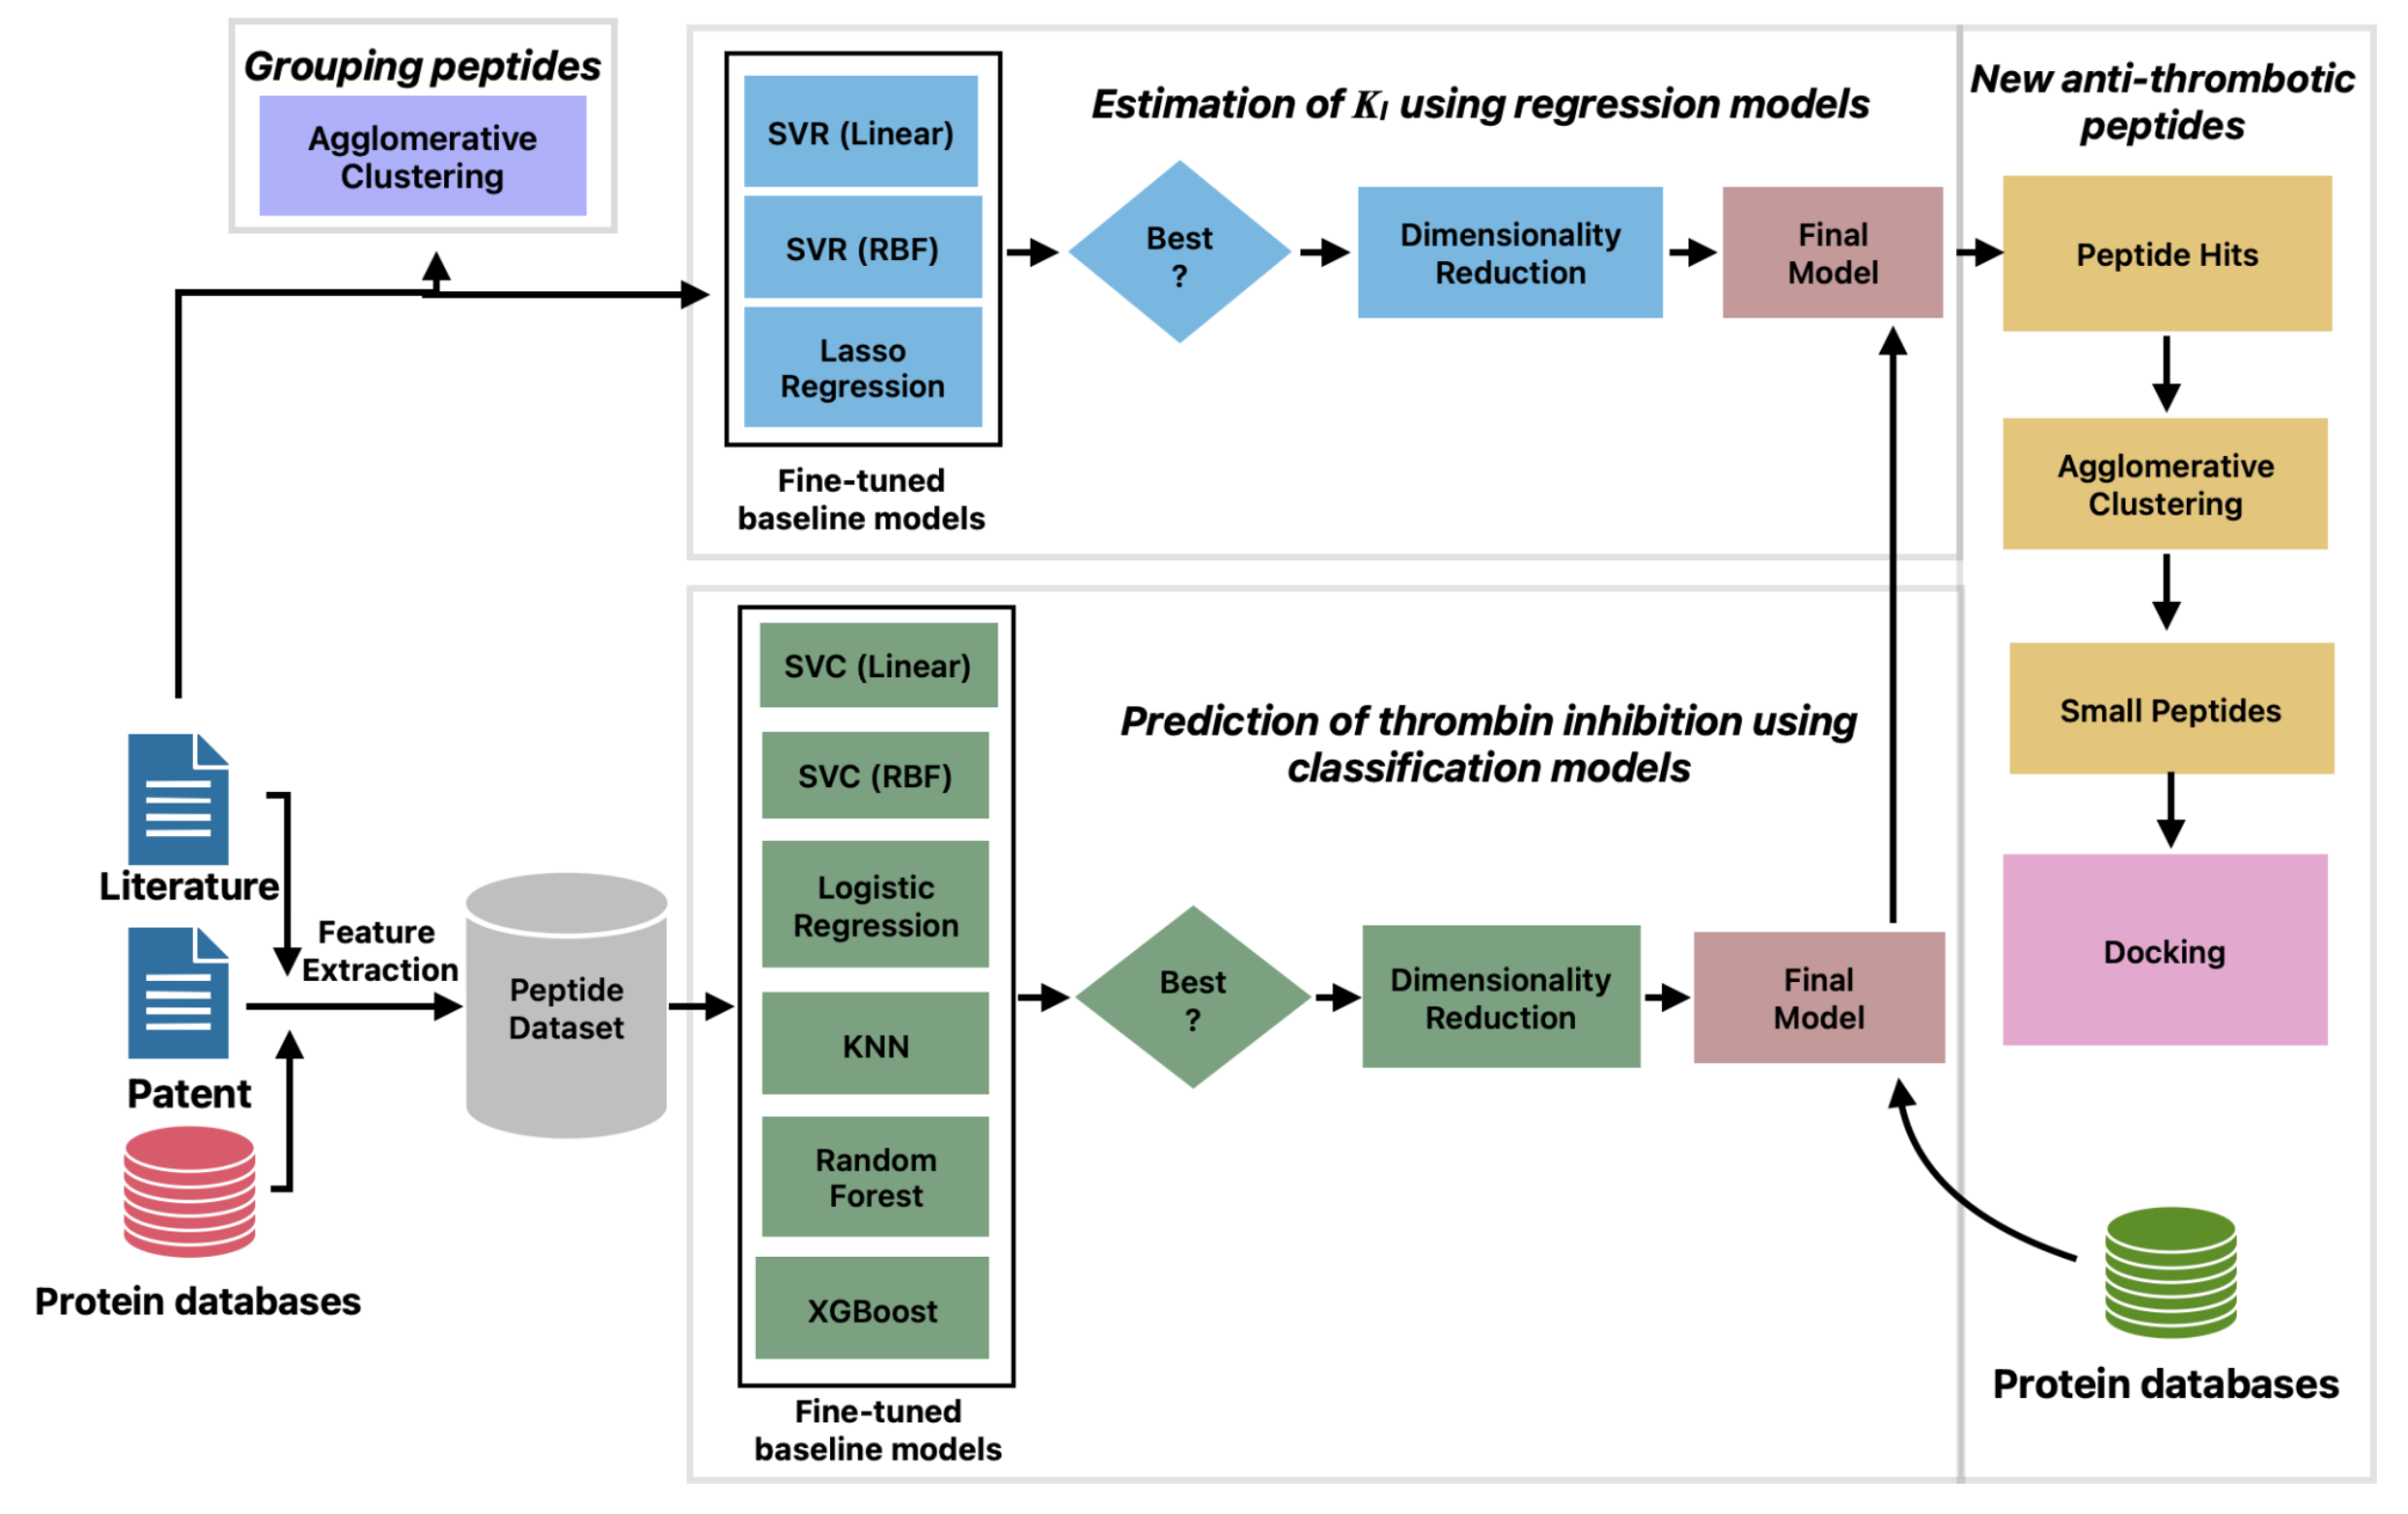 Grouping peptides
Agglomerative
Clustering
SVR (Linear)
SVR (RBF)
Lasso
Regression
Fine-tuned
baseline models
Estimation of K_I using regression models
Best
?
Dimensionality
Reduction
Final
Model
New anti-thrombotic
peptides
Peptide Hits
Agglomerative
Clustering
Small Peptides
Docking
Protein databases
Literature
Patent
Protein databases
Feature
Extraction
Peptide
Dataset
SVC (Linear)
SVC (RBF)
Logistic
Regression
KNN
Random
Forest
XGBoost
Fine-tuned
baseline models
Prediction of thrombin inhibition using
classification models
Best
?
Dimensionality
Reduction
Final
Model